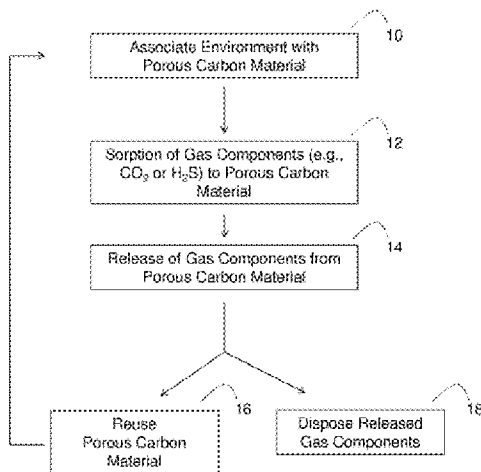 10
Associate Environment with
Porous Carbon Material
12
Sorption of Gas Components (e.g.,
CO₂ or H₂S) to Porous Carbon
Material
14
Release of Gas Components from
Porous Carbon Material
16
Reuse
Porous Carbon
Material
18
Dispose Released
Gas Components